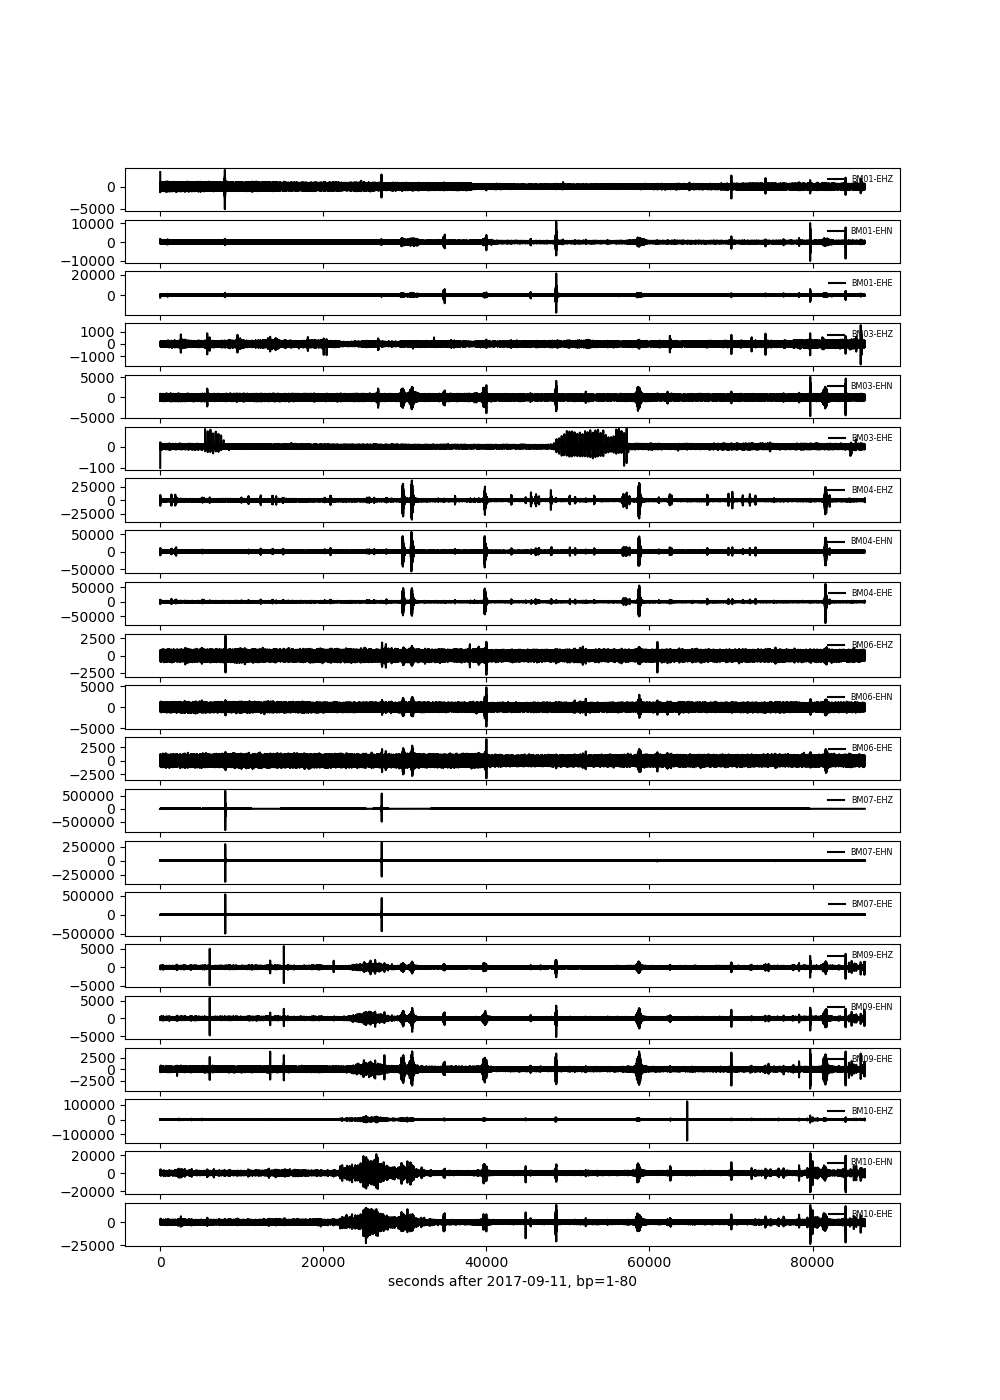 0
−5000
BM01-EHZ
10000
0
−10000
BM01-EHN
20000
0
BM01-EHE
1000
0
−1000
BM03-EHZ
5000
0
−5000
BM03-EHN
0
−100
BM03-EHE
25000
0
−25000
BM04-EHZ
50000
0
−50000
BM04-EHN
50000
0
−50000
BM04-EHE
2500
0
−2500
BM06-EHZ
5000
0
−5000
BM06-EHN
2500
0
−2500
BM06-EHE
500000
0
−500000
BM07-EHZ
250000
0
−250000
BM07-EHN
500000
0
−500000
BM07-EHE
5000
0
−5000
BM09-EHZ
5000
0
−5000
BM09-EHN
2500
0
−2500
BM09-EHE
100000
0
−100000
BM10-EHZ
20000
0
−20000
BM10-EHN
0
−25000
BM10-EHE
0 20000 40000 60000 80000
seconds after 2017-09-11, bp=1-80